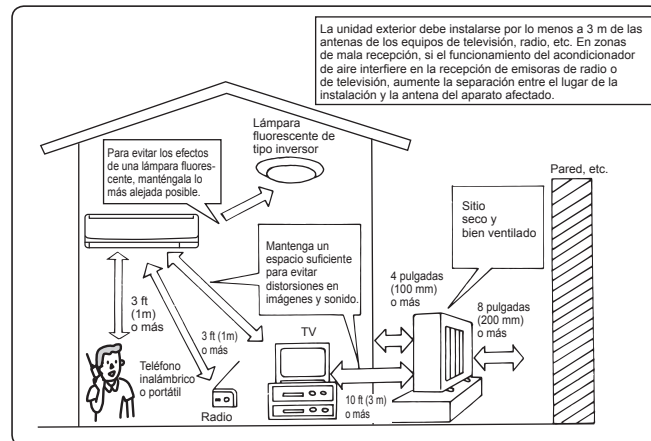 La unidad exterior debe instalarse por lo menos a 3 m de las
antenas de los equipos de televisión, radio, etc. En zonas
de mala recepción, si el funcionamiento del acondicionador
de aire interfiere en la recepción de emisoras de radio o
de televisión, aumente la separación entre el lugar de la
instalación y la antena del aparato afectado.
Lámpara
fluorescente de
tipo inversor
Para evitar los efectos
de una lámpara fluores-
cente, manténgala lo
más alejada posible.
Pared, etc.
Sitio
seco y
bien ventilado
Mantenga un
espacio suficiente
para evitar
distorsiones en
imágenes y sonido.
4 pulgadas
(100 mm)
o más
8 pulgadas
(200 mm)
o más
3 ft
(1m)
o más
3 ft (1m)
o más
TV
Teléfono
inalámbrico
o portátil
Radio
10 ft (3 m)
o más